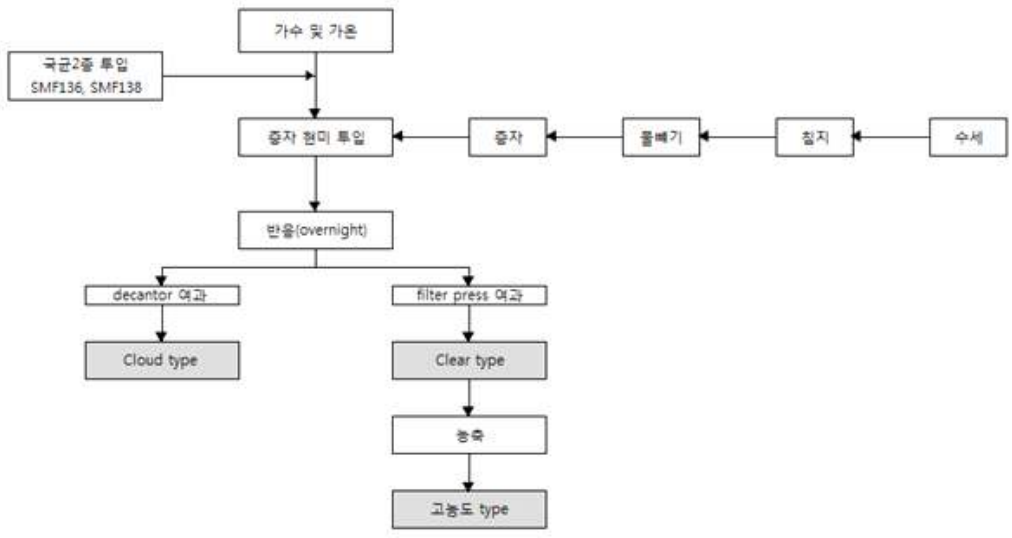 가수 및 가온
국균2종 투입
SMF136, SMF138
증자 현미 투입
증자
물빼기
침지
수세
반응(overnight)
decantor 여과
filter press 여과
Cloud type
Clear type
농축
고농도 type